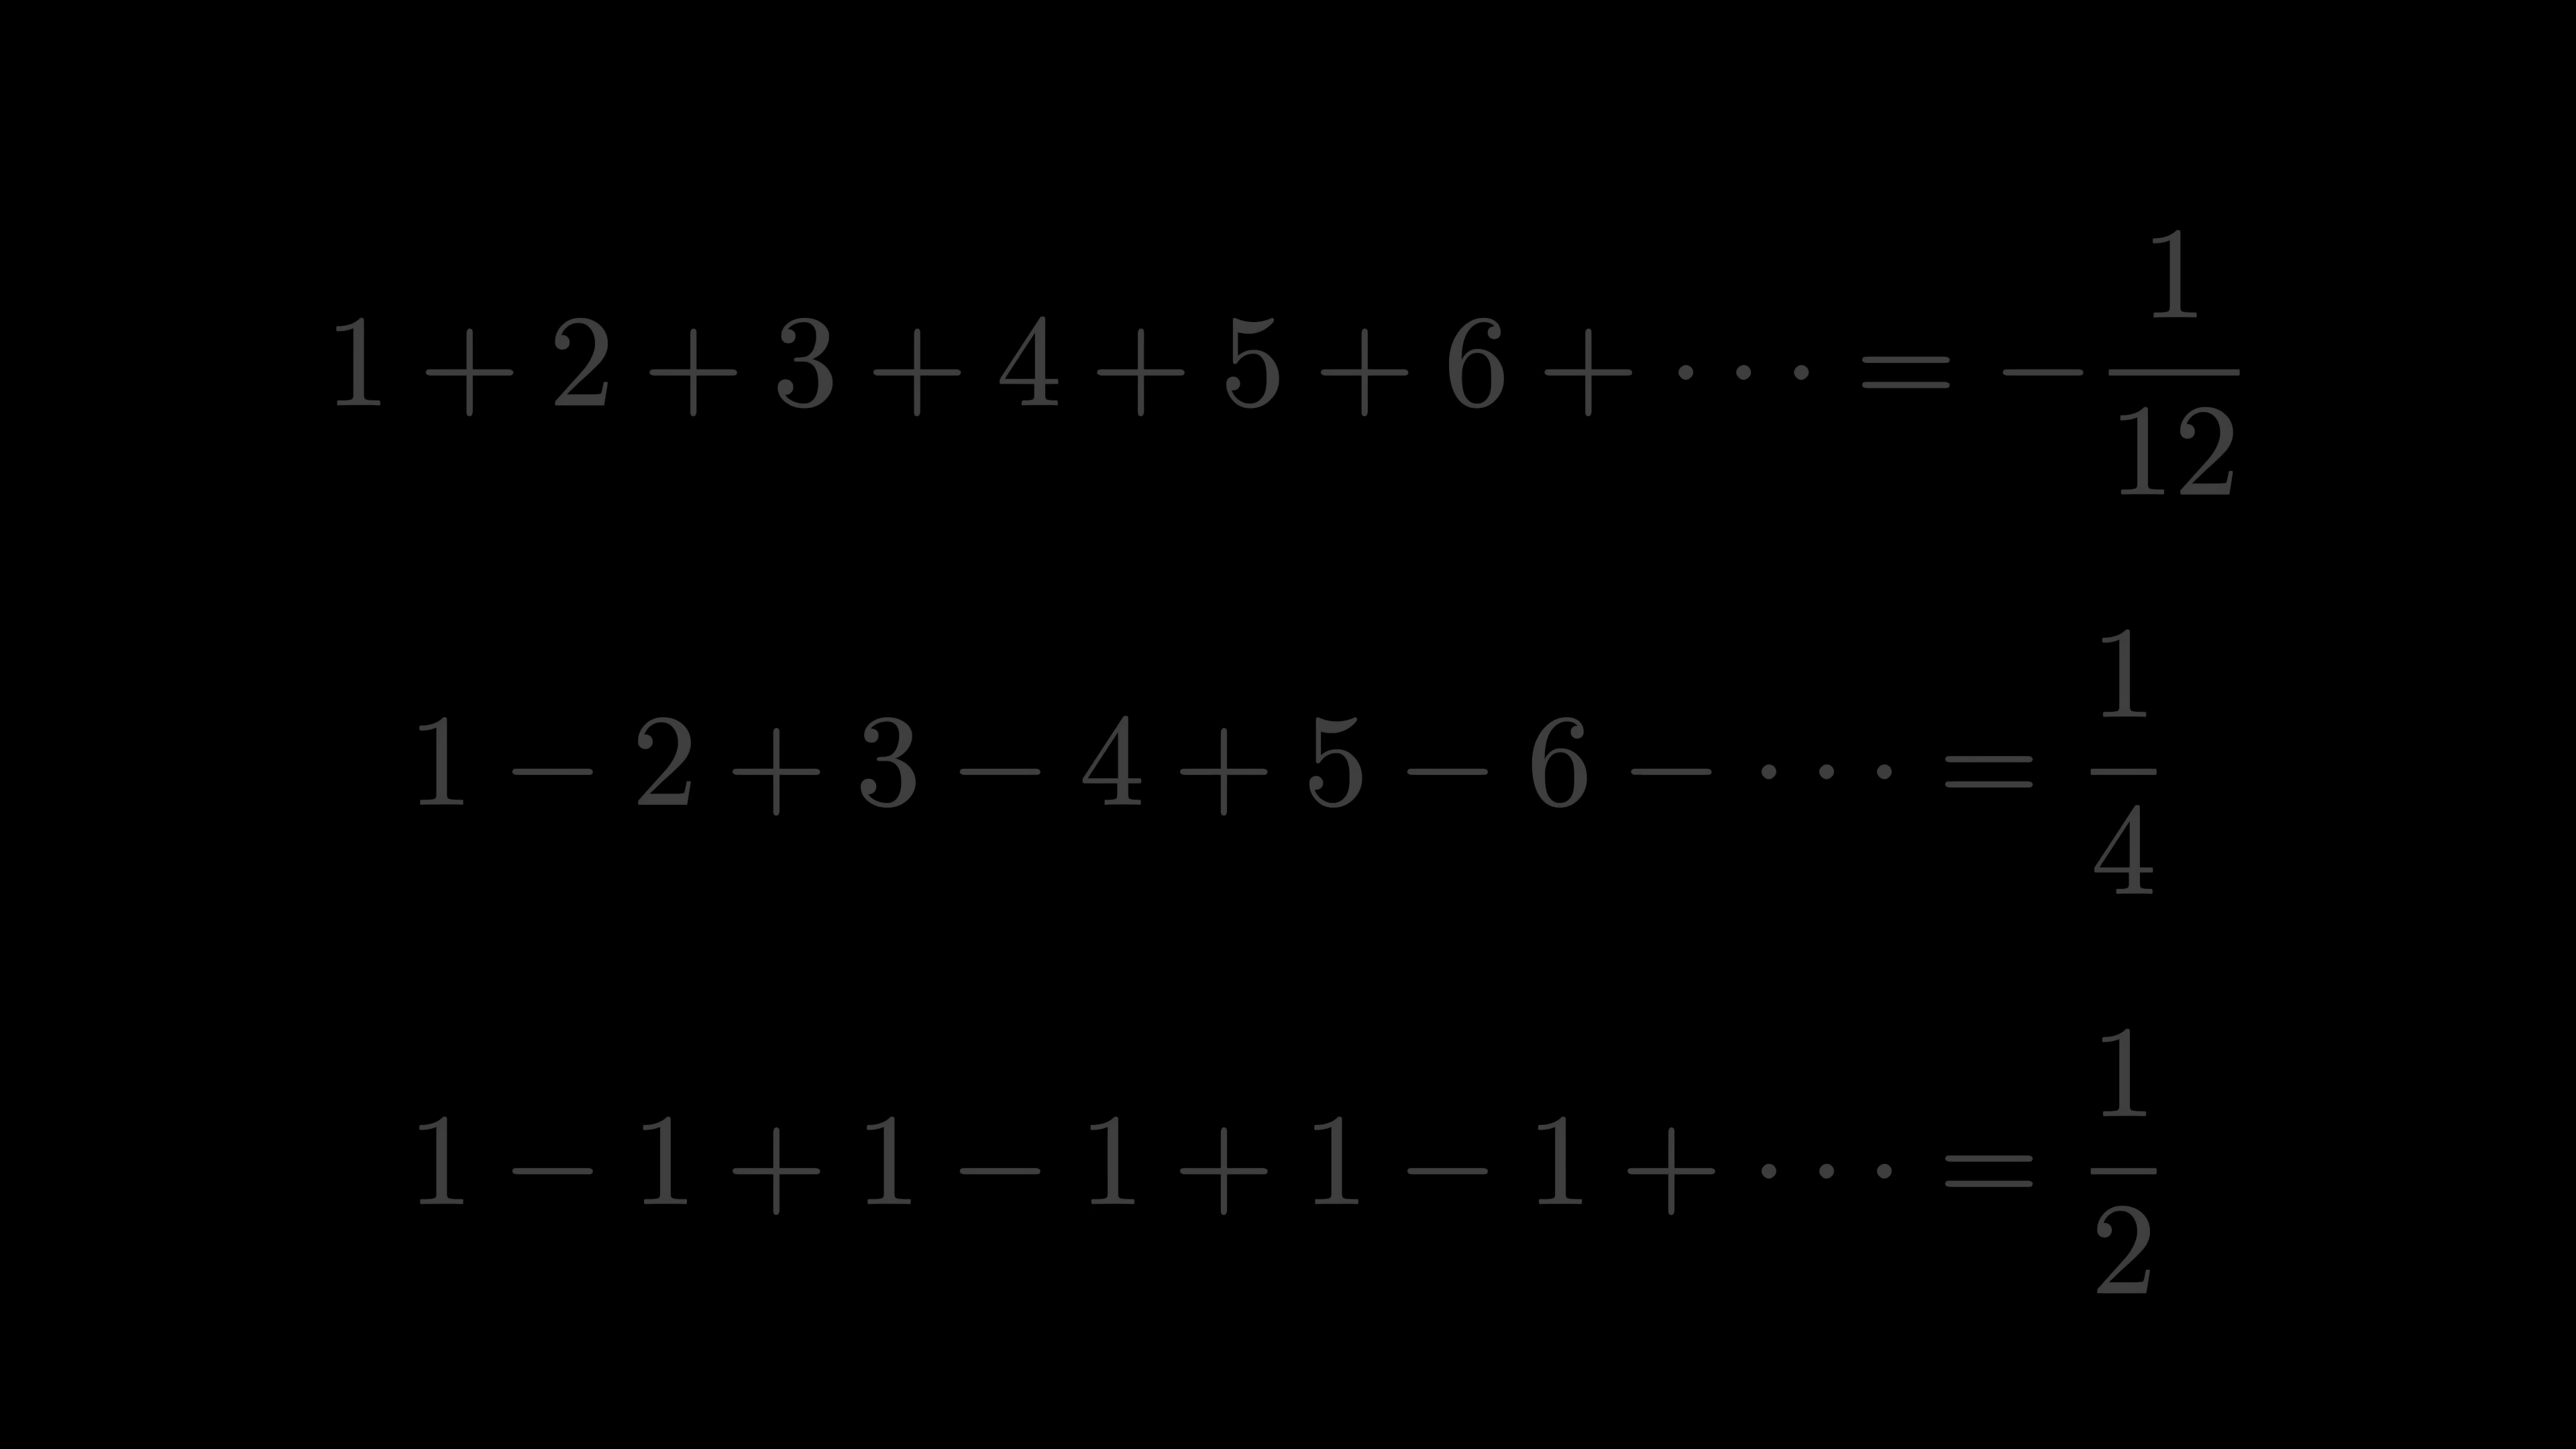 1 + 2 + 3 + 4 + 5 + 6 + ⋯ = −1/12
1 − 2 + 3 − 4 + 5 − 6 − ⋯ = 1/4
1 − 1 + 1 − 1 + 1 − 1 + ⋯ = 1/2